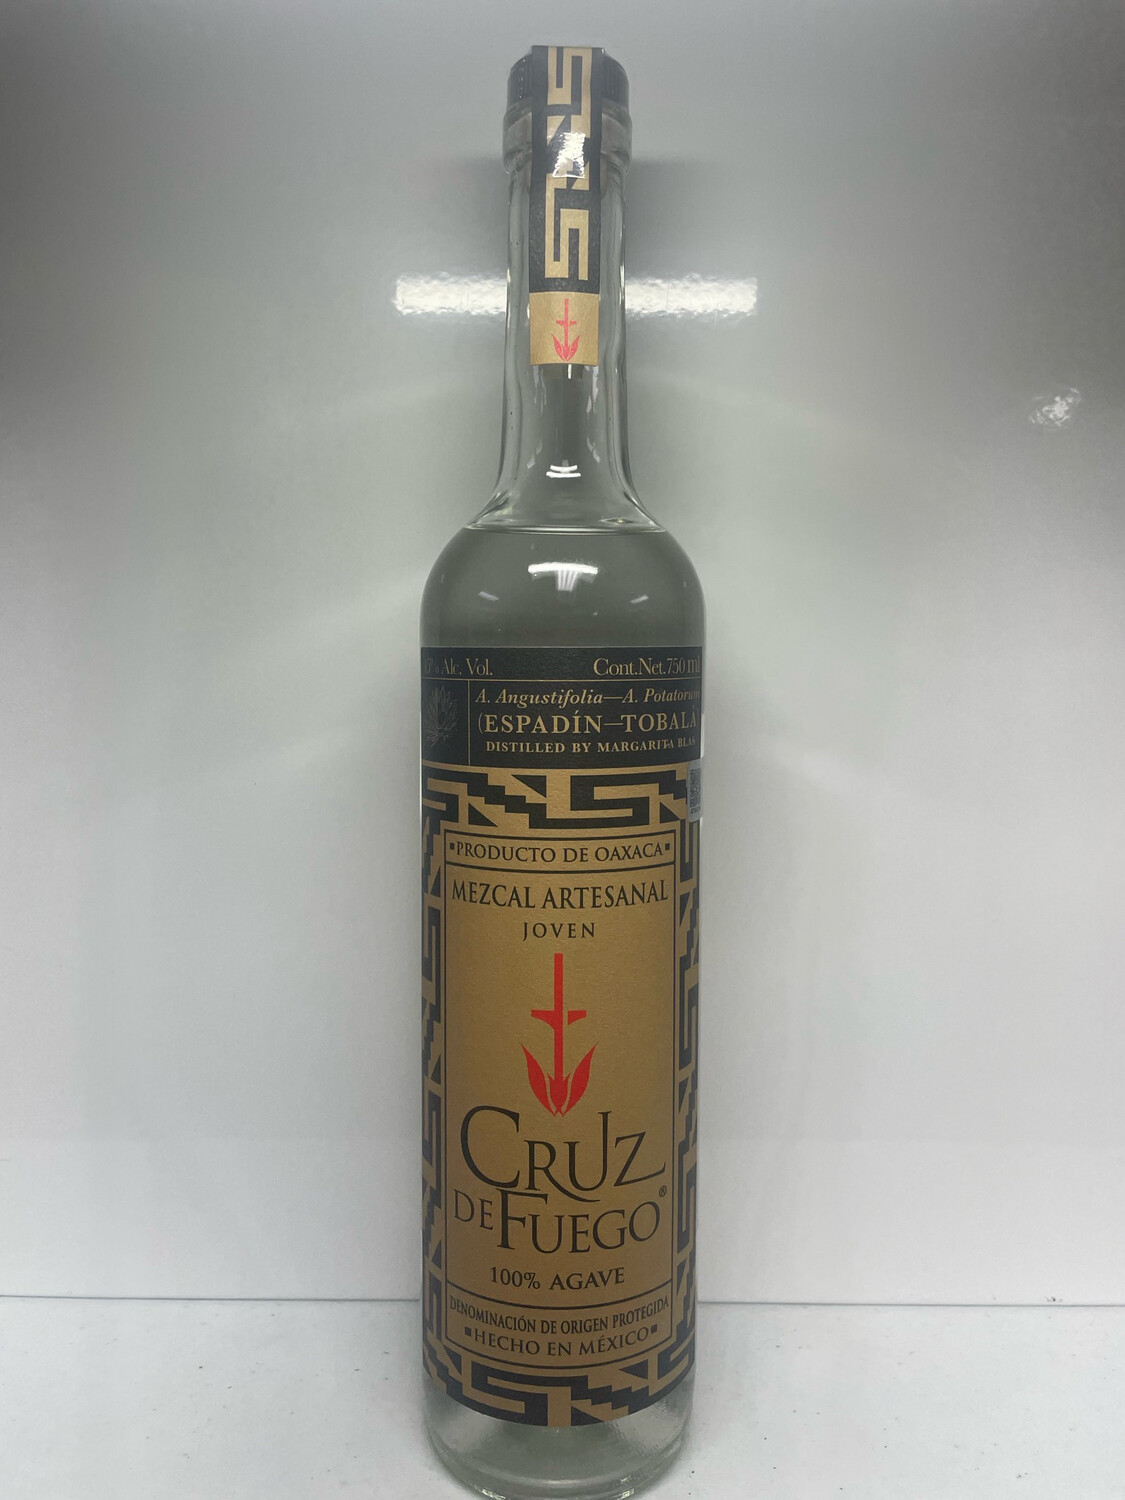 % Alc. Vol. Cont.Net.750 ml
A. Angustifolia—A. Potatorum
(ESPADÍN—TOBALÁ
DISTILLED BY MARGARITA BLAS
PRODUCTO DE OAXACA
MEZCAL ARTESANAL
JOVEN
CRUZ
DE FUEGO®
100% AGAVE
DENOMINACIÓN DE ORIGEN PROTEGIDA
HECHO EN MÉXICO